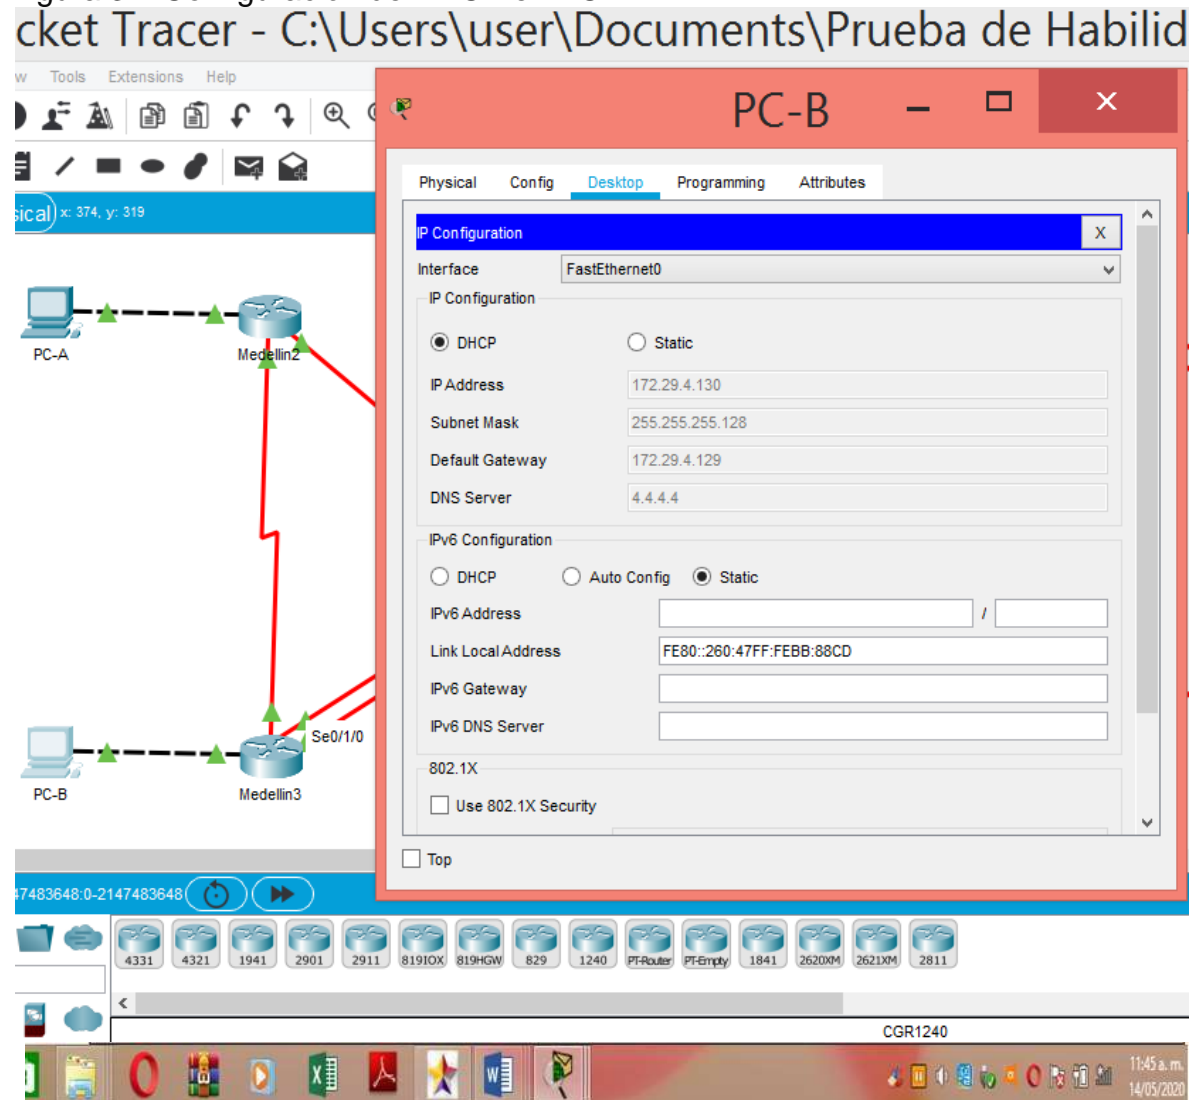 cket Tracer - C:\Users\user\Documents\Prueba de Habilid
w Tools Extensions Help
PC-B
Physical Config Desktop Programming Attributes
sical) x: 374, y: 319
IP Configuration X
Interface FastEthernet0
IP Configuration
DHCP Static
IP Address 172.29.4.130
Subnet Mask 255.255.255.128
Default Gateway 172.29.4.129
DNS Server 4.4.4.4
IPv6 Configuration
DHCP Auto Config Static
IPv6 Address /
Link Local Address FE80::260:47FF:FEBB:88CD
IPv6 Gateway
IPv6 DNS Server
802.1X
Use 802.1X Security
Top
PC-A Medellin2
Se0/1/0
PC-B Medellin3
47483648:0-2147483648
4331 4321 1941 2901 2911 819IOX 819HGW 829 1240 PT-Router PT-Empty 1841 2620XM 2621XM 2811
CGR1240
11:45 a. m.
14/05/2020